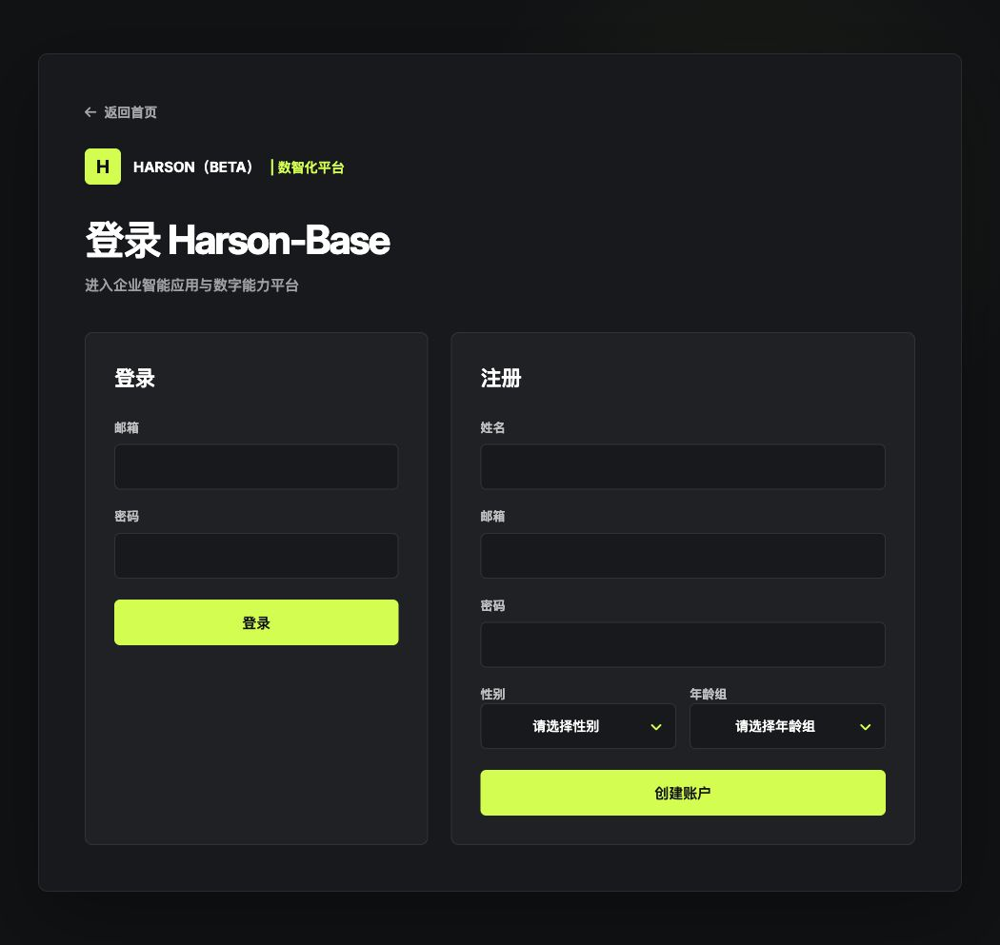 ← 返回首页
H HARSON（BETA） | 数智化平台
登录 Harson-Base
进入企业智能应用与数字能力平台
登录
邮箱
密码
登录
注册
姓名
邮箱
密码
性别 年龄组
请选择性别 请选择年龄组
创建账户